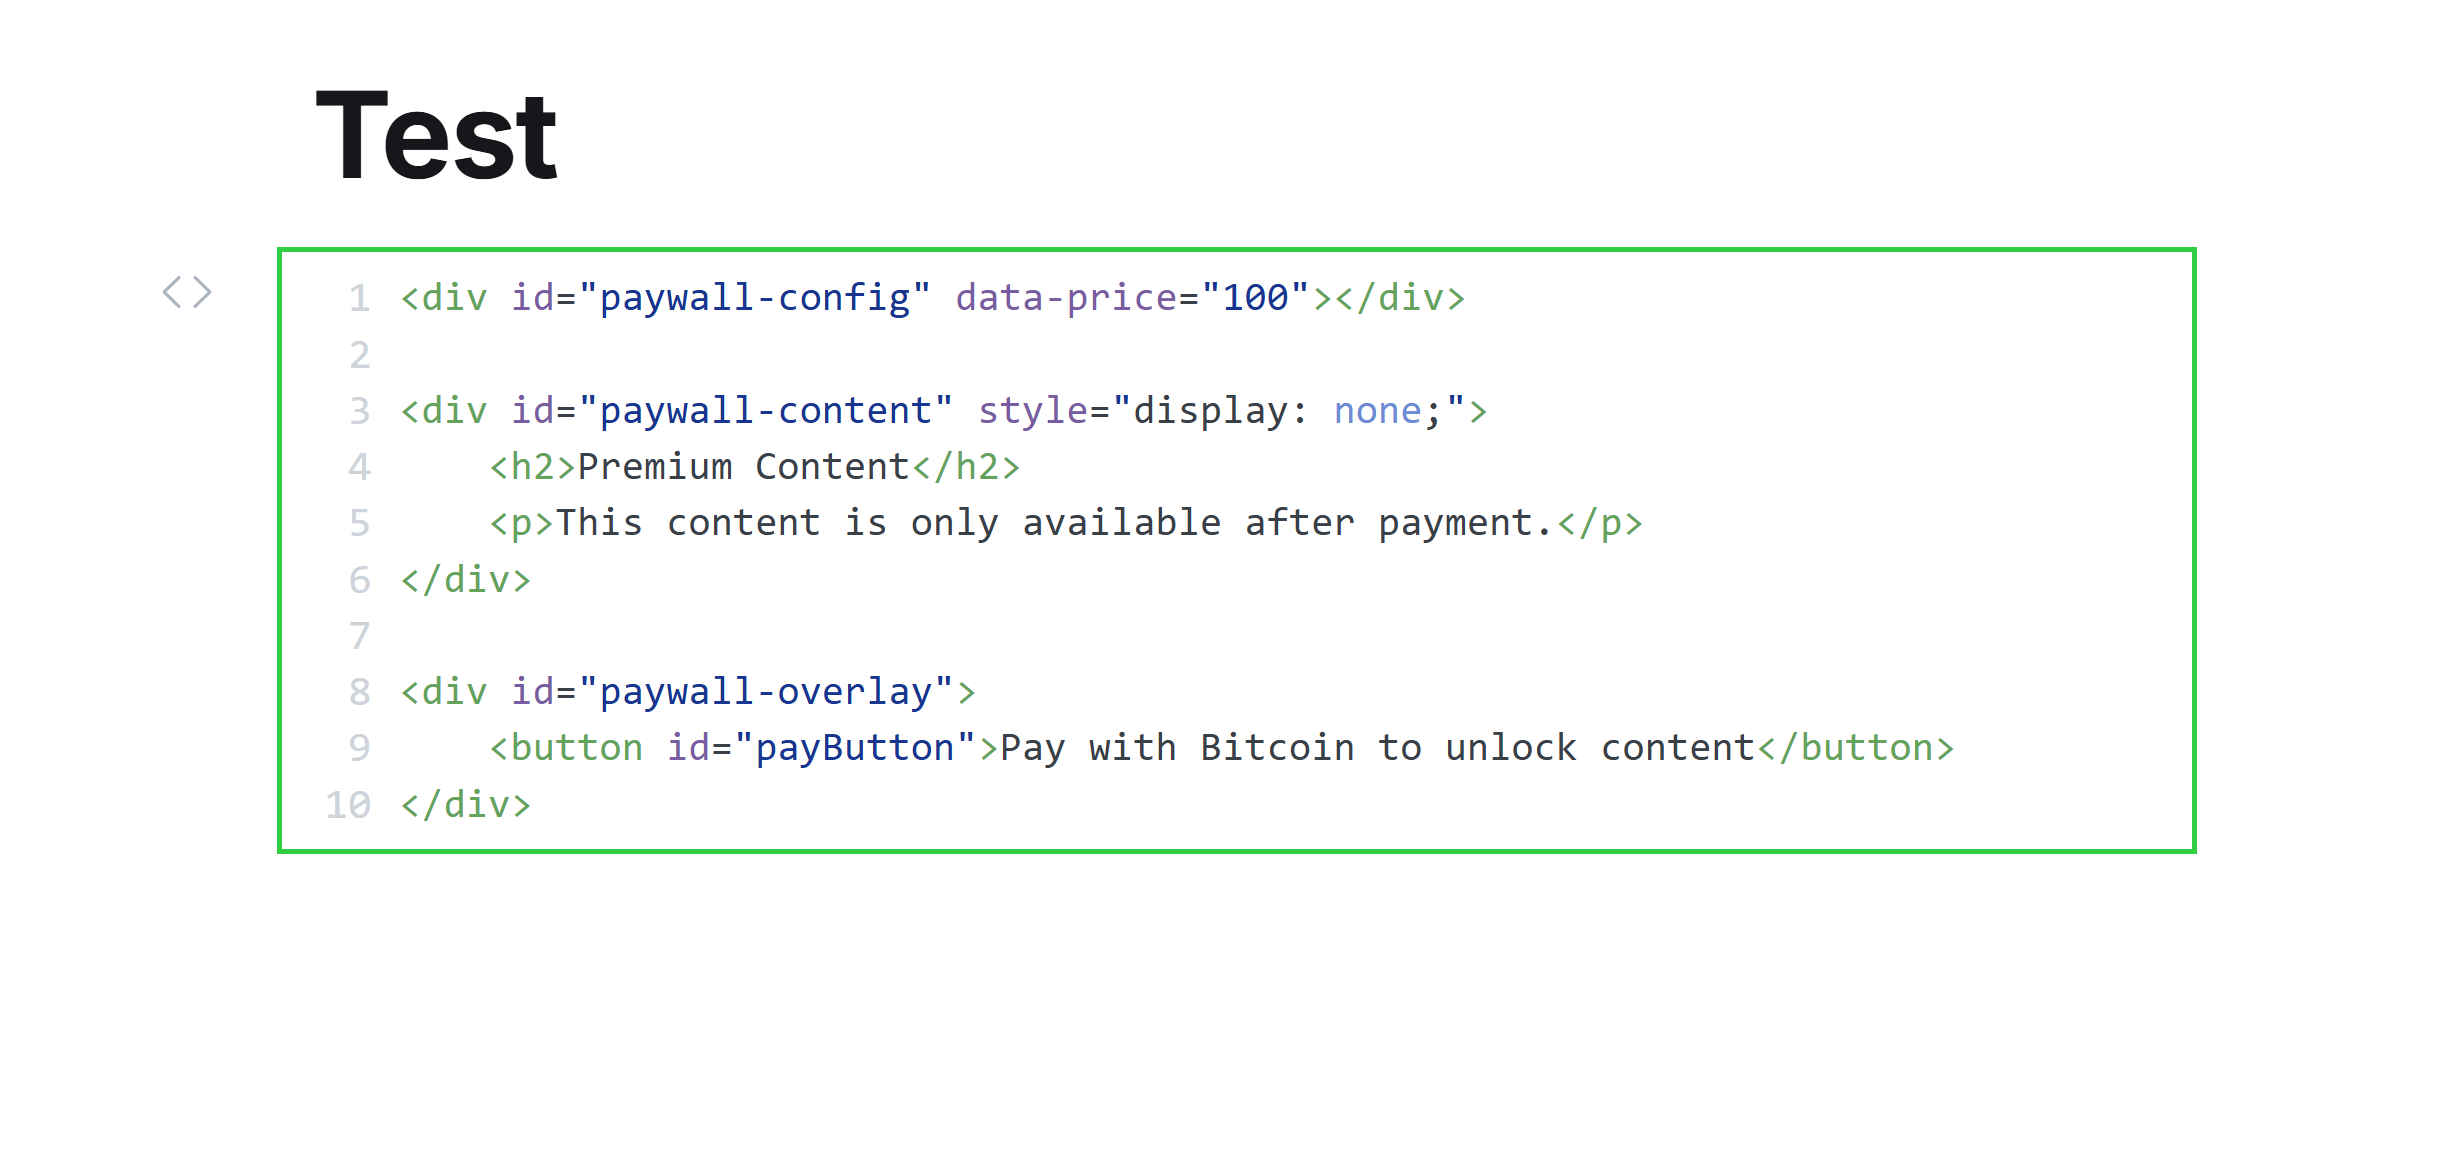 Test
<>
1 <div id="paywall-config" data-price="100"></div>
2
3 <div id="paywall-content" style="display: none;">
4     <h2>Premium Content</h2>
5     <p>This content is only available after payment.</p>
6 </div>
7
8 <div id="paywall-overlay">
9     <button id="payButton">Pay with Bitcoin to unlock content</button>
10 </div>